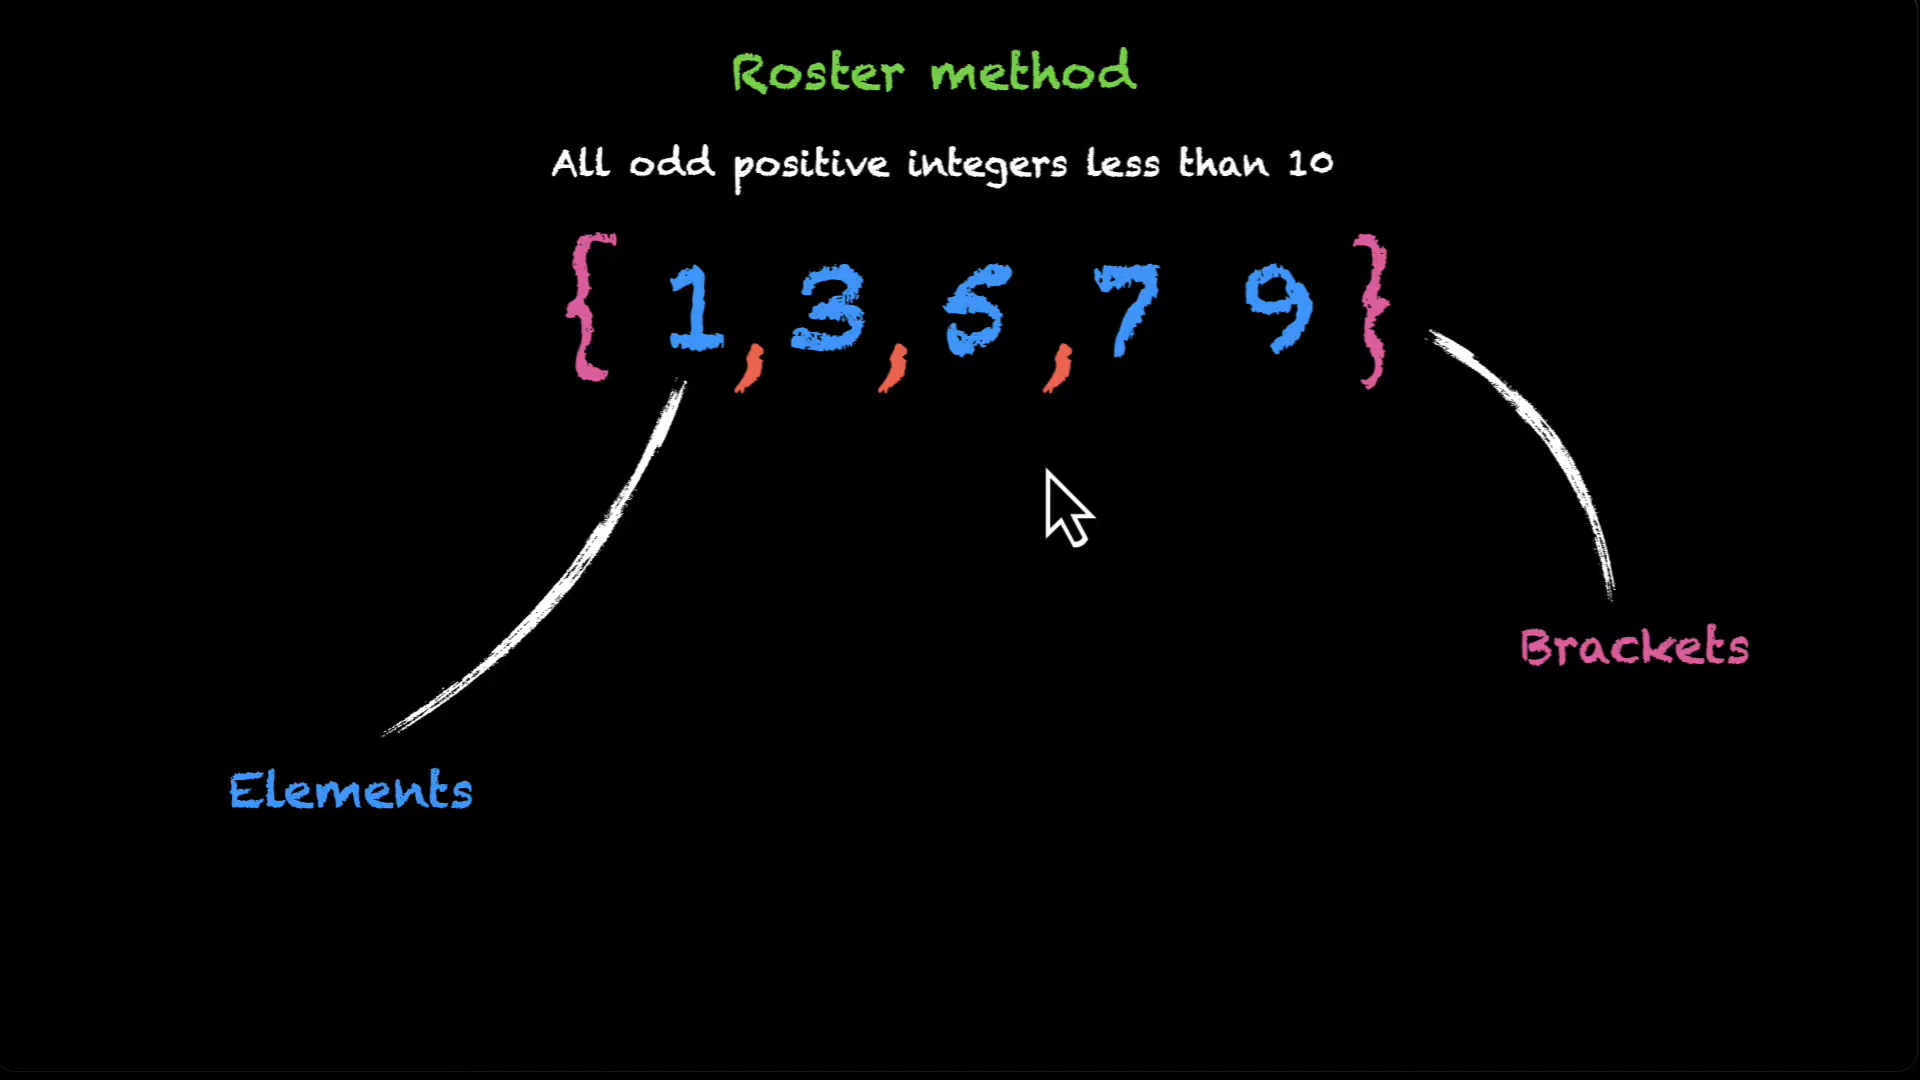 Roster method
All odd positive integers less than 10
{ 1, 3, 5, 7 9 }
Brackets
Elements